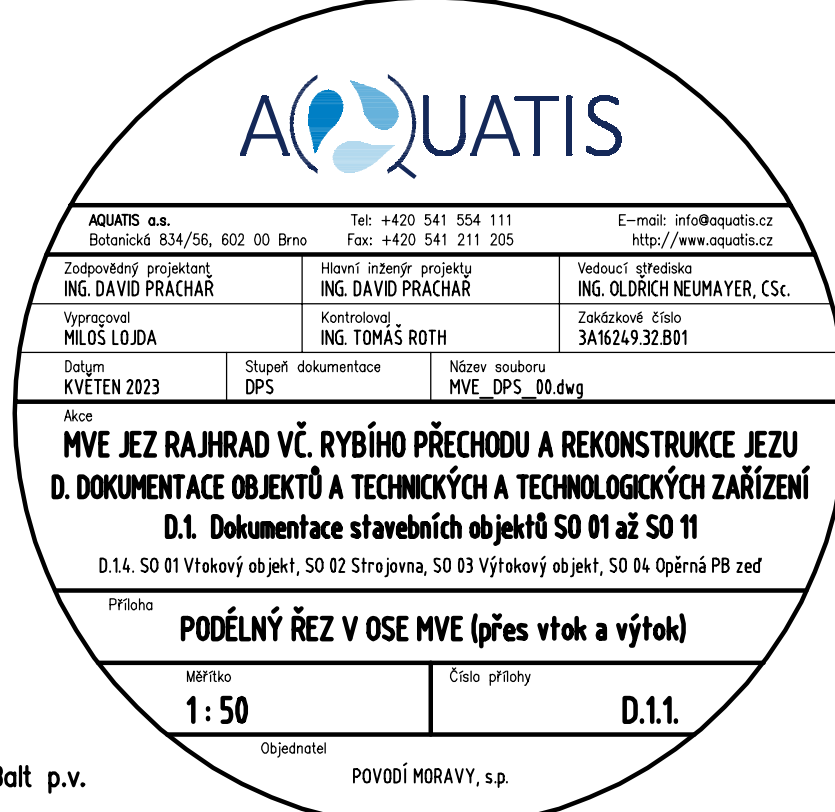 AQUATIS
AQUATIS a.s. Tel: +420 541 554 111 E-mail: info@aquatis.cz
Botanická 834/56, 602 00 Brno Fax: +420 541 211 205 http://www.aquatis.cz
Zodpovědný projektant Hlavní inženýr projektu Vedoucí střediska
ING. DAVID PRACHAŘ ING. DAVID PRACHAŘ ING. OLDŘICH NEUMAYER, CSc.
Vypracoval Kontroloval Zakázkové číslo
MILOŠ LOJDA ING. TOMÁŠ ROTH 3A16249.32.B01
Datum Stupeň dokumentace Název souboru
KVĚTEN 2023 DPS MVE_DPS_00.dwg
Akce
MVE JEZ RAJHRAD VČ. RYBÍHO PŘECHODU A REKONSTRUKCE JEZU
D. DOKUMENTACE OBJEKTŮ A TECHNICKÝCH A TECHNOLOGICKÝCH ZAŘÍZENÍ
D.1. Dokumentace stavebních objektů SO 01 až SO 11
D.1.4. SO 01 Vtokový objekt, SO 02 Strojovna, SO 03 Výtokový objekt, SO 04 Opěrná PB zeď
Příloha
PODÉLNÝ ŘEZ V OSE MVE (přes vtok a výtok)
Měřítko Číslo přílohy
1 : 50 D.1.1.
Objednatel
POVODÍ MORAVY, s.p.
Balt p.v.